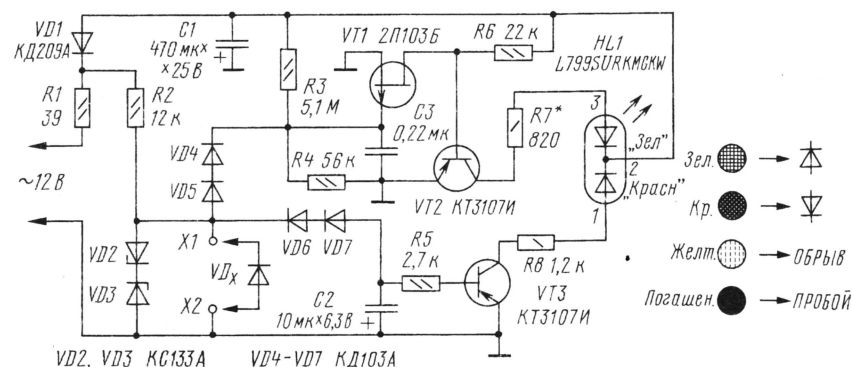 VD1
КД209А
R1
39
R2
12 к
C1
470 мк×
×25 В
+
R3
5,1 М
VT1 2П103Б
C3
0,22 мк
R4 56 к
R6 22 к
VT2 КТ3107И
R7*
820
HL1
L799SURKMGKW
3
„Зел"
2
„Красн"
1
~12 В
VD4
VD5
VD6 VD7
VD2
VD3
X1
VDx
X2
C2
10 мк×6,3 В
+
R5
2,7 к
R8 1,2 к
VT3
КТ3107И
Зел.
Кр.
Желт. ОБРЫВ
Погашен. ПРОБОЙ
VD2, VD3 КС133А VD4–VD7 КД103А